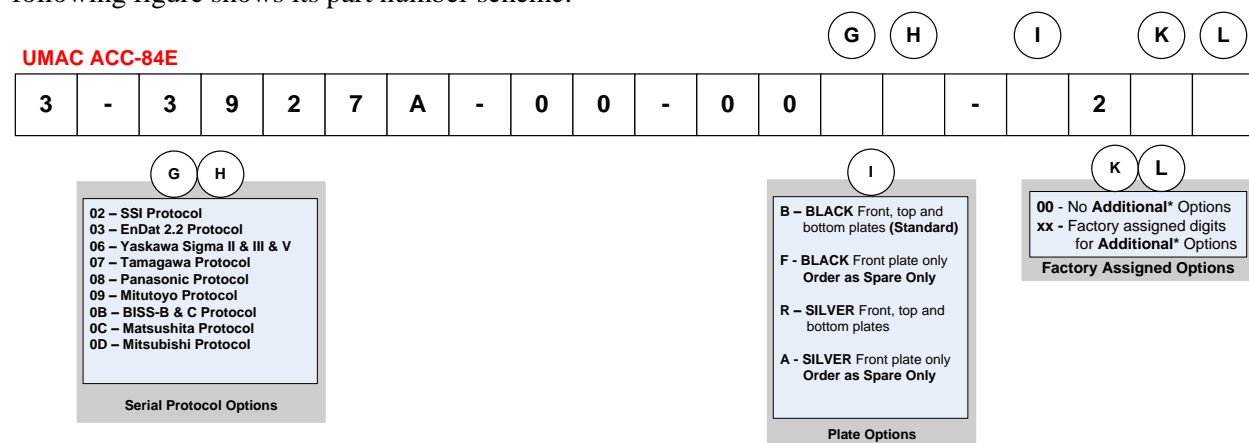 following figure shows its part number scheme:
G H I K L
UMAC ACC-84E
3 - 3 9 2 7 A - 0 0 - 0 0 - 2
G H
02 – SSI Protocol
03 – EnDat 2.2 Protocol
06 – Yaskawa Sigma II & III & V
07 – Tamagawa Protocol
08 – Panasonic Protocol
09 – Mitutoyo Protocol
0B – BISS-B & C Protocol
0C – Matsushita Protocol
0D – Mitsubishi Protocol
Serial Protocol Options
I
B – BLACK Front, top and
bottom plates (Standard)
F - BLACK Front plate only
Order as Spare Only
R – SILVER Front, top and
bottom plates
A - SILVER Front plate only
Order as Spare Only
Plate Options
K L
00 - No Additional* Options
xx - Factory assigned digits
for Additional* Options
Factory Assigned Options